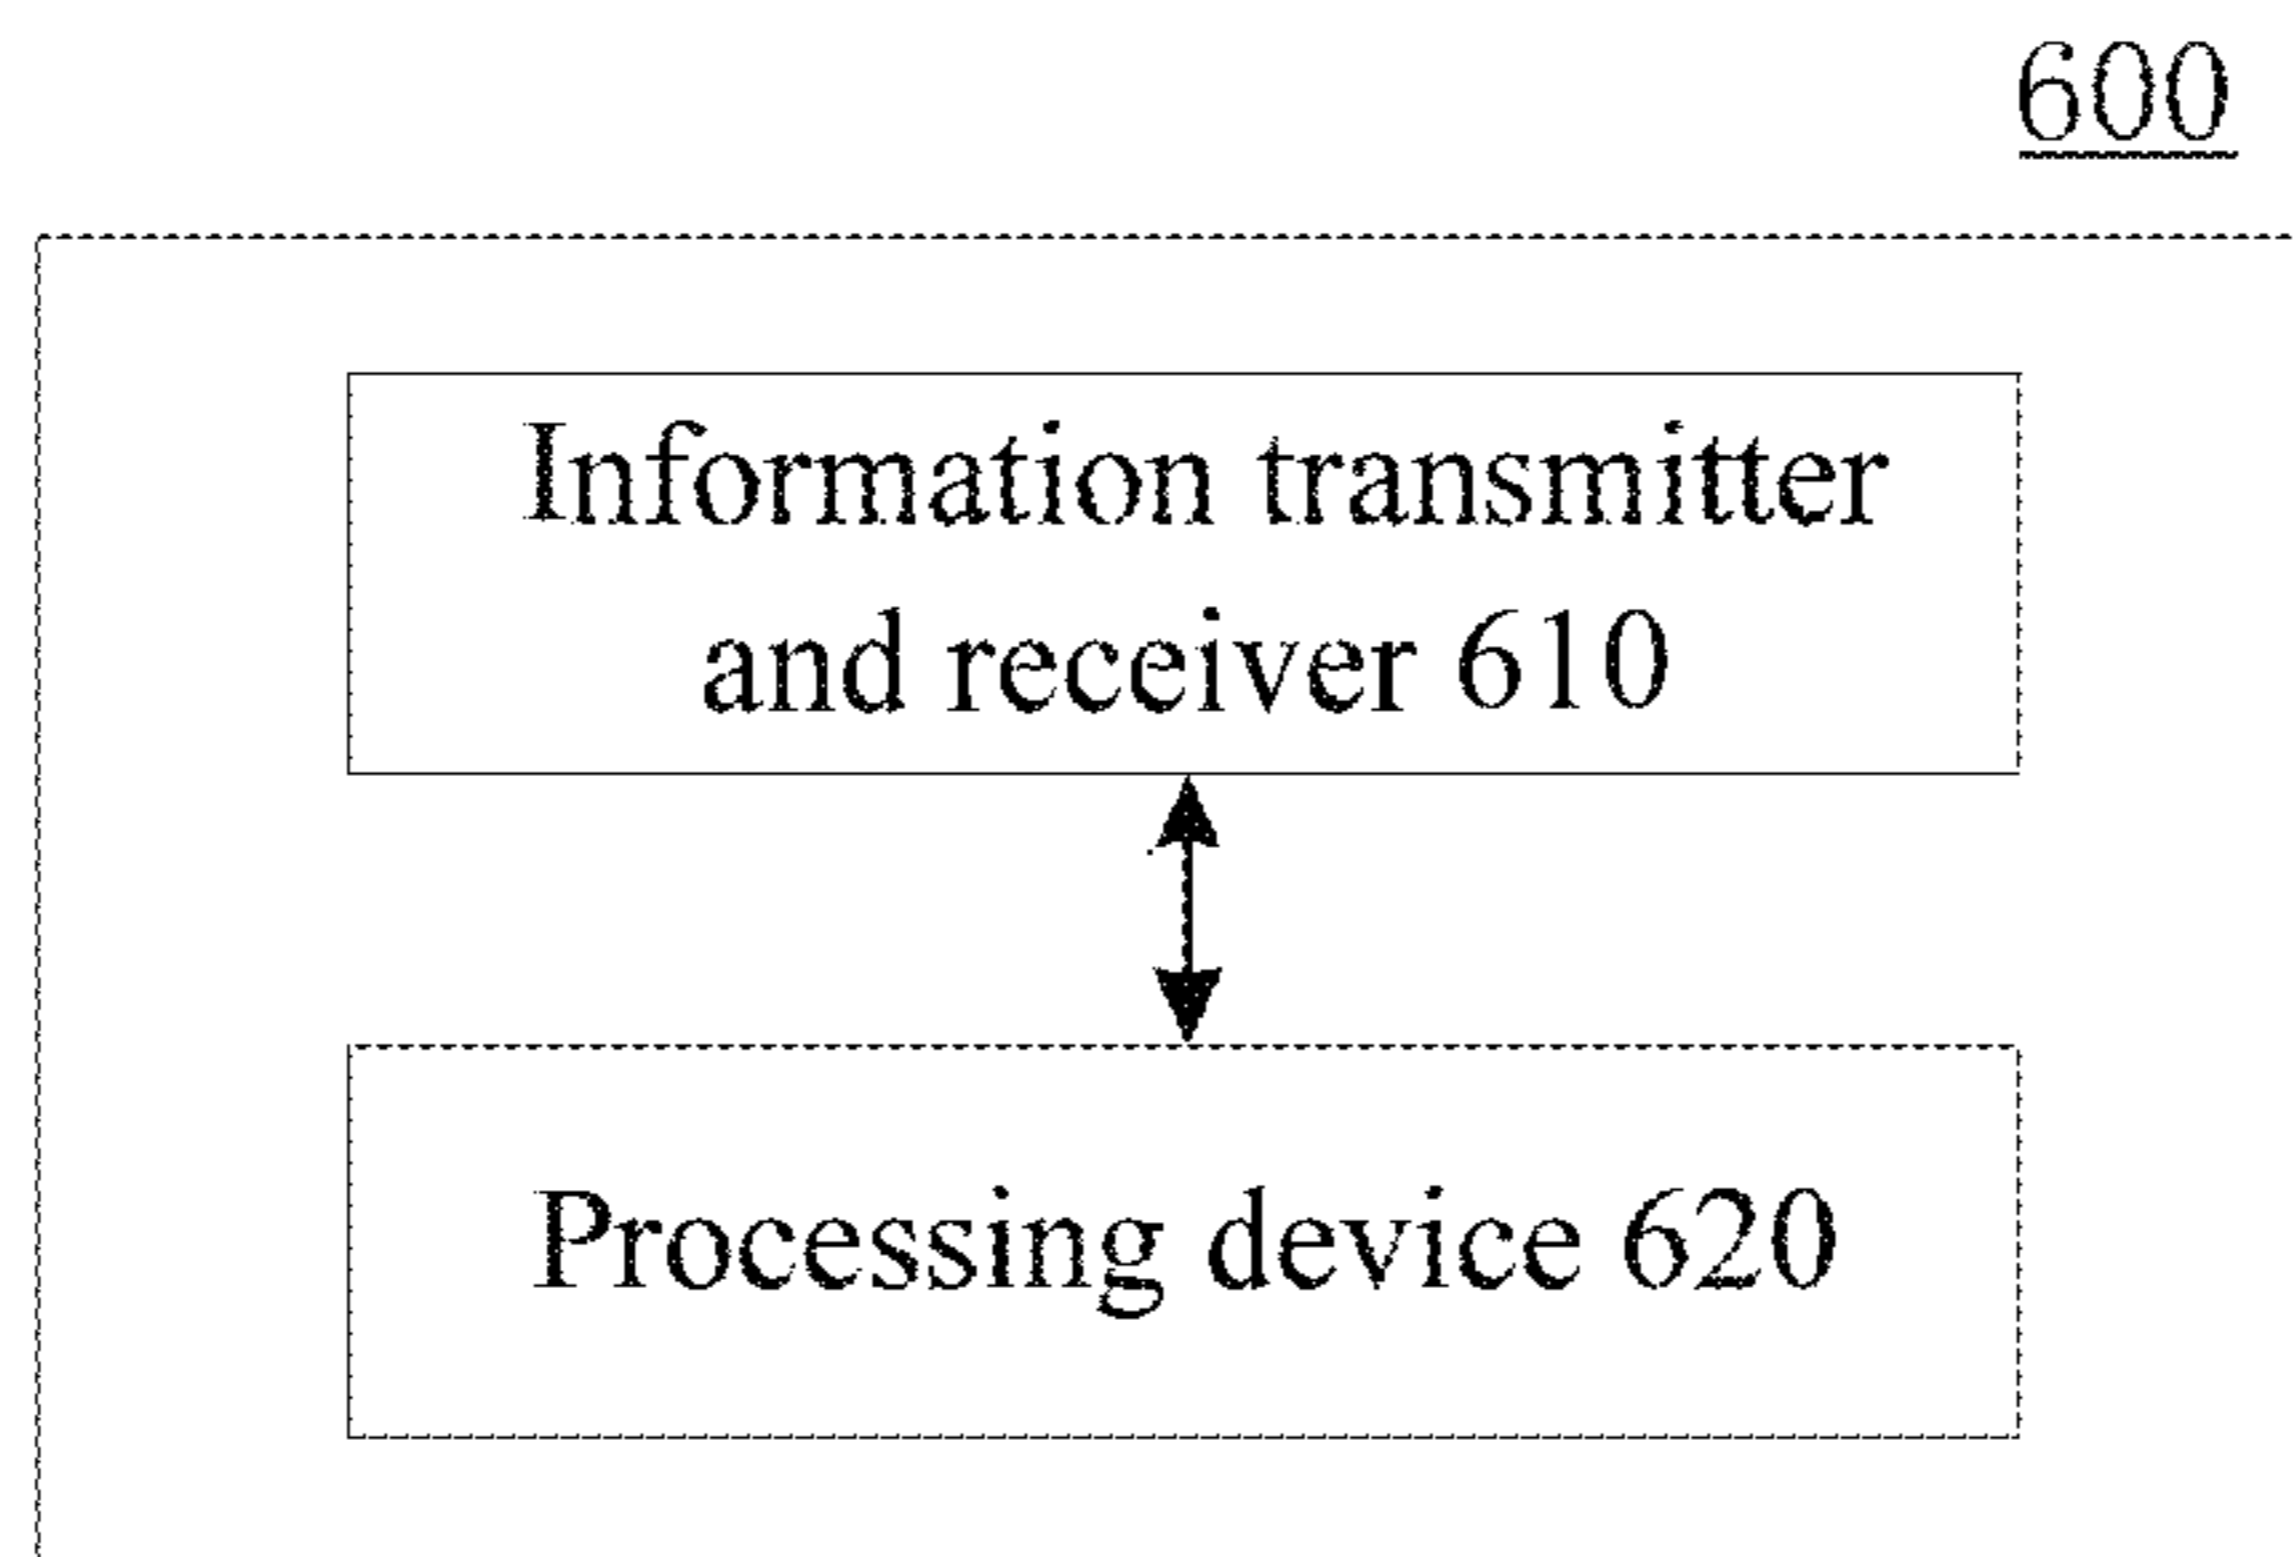 600
Information transmitter
and receiver 610
Processing device 620